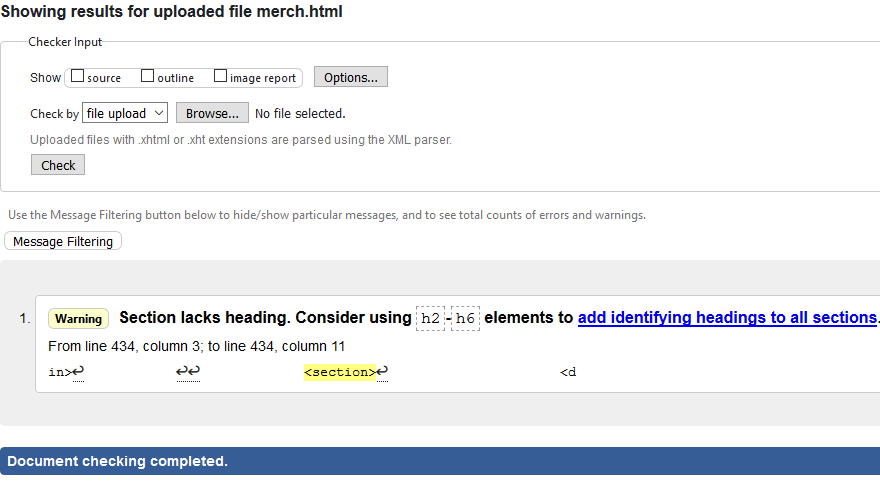 Showing results for uploaded file merch.html
Checker Input
Show source outline image report Options...
Check by file upload Browse... No file selected.
Uploaded files with .xhtml or .xht extensions are parsed using the XML parser.
Check
Use the Message Filtering button below to hide/show particular messages, and to see total counts of errors and warnings.
Message Filtering
1. Warning Section lacks heading. Consider using h2-h6 elements to add identifying headings to all sections.
From line 434, column 3; to line 434, column 11
in>↩ ↩↩ <section>↩ <d
Document checking completed.